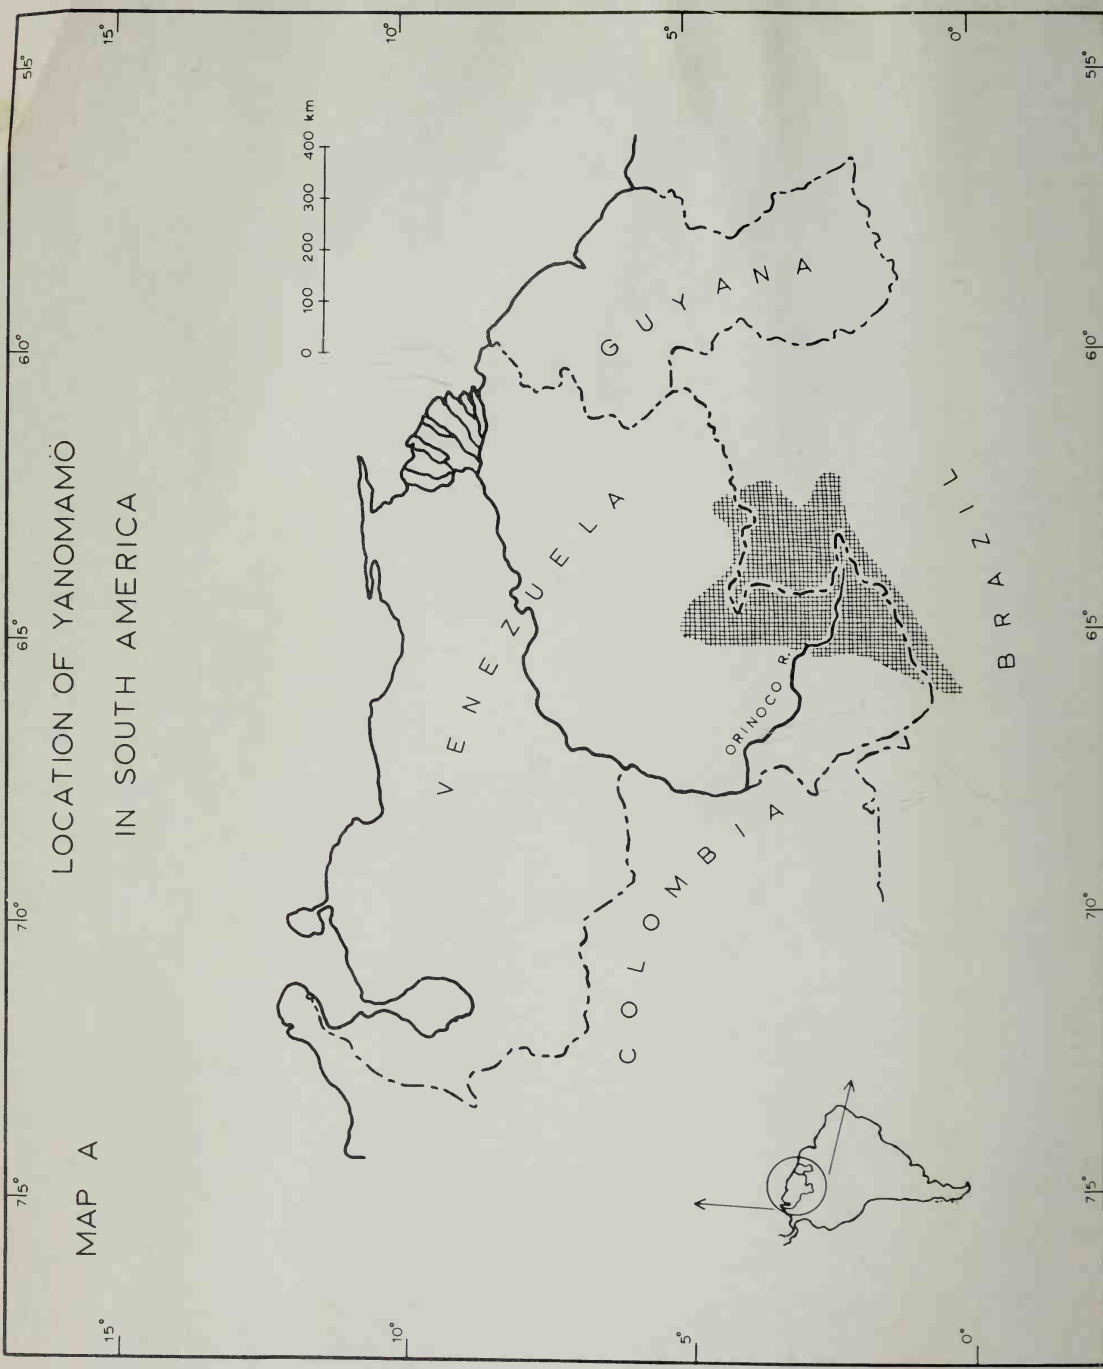 MAP A
LOCATION OF YANOMAMÖ
IN SOUTH AMERICA
75°
70°
60°
55°
15°
15°
0 100 200 300 400 km
10°
10°
VENEZUELA
GUYANA
COLOMBIA
ORINOCO R.
5°
5°
BRAZIL
0°
0°
75°
70°
65°
60°
55°
65°